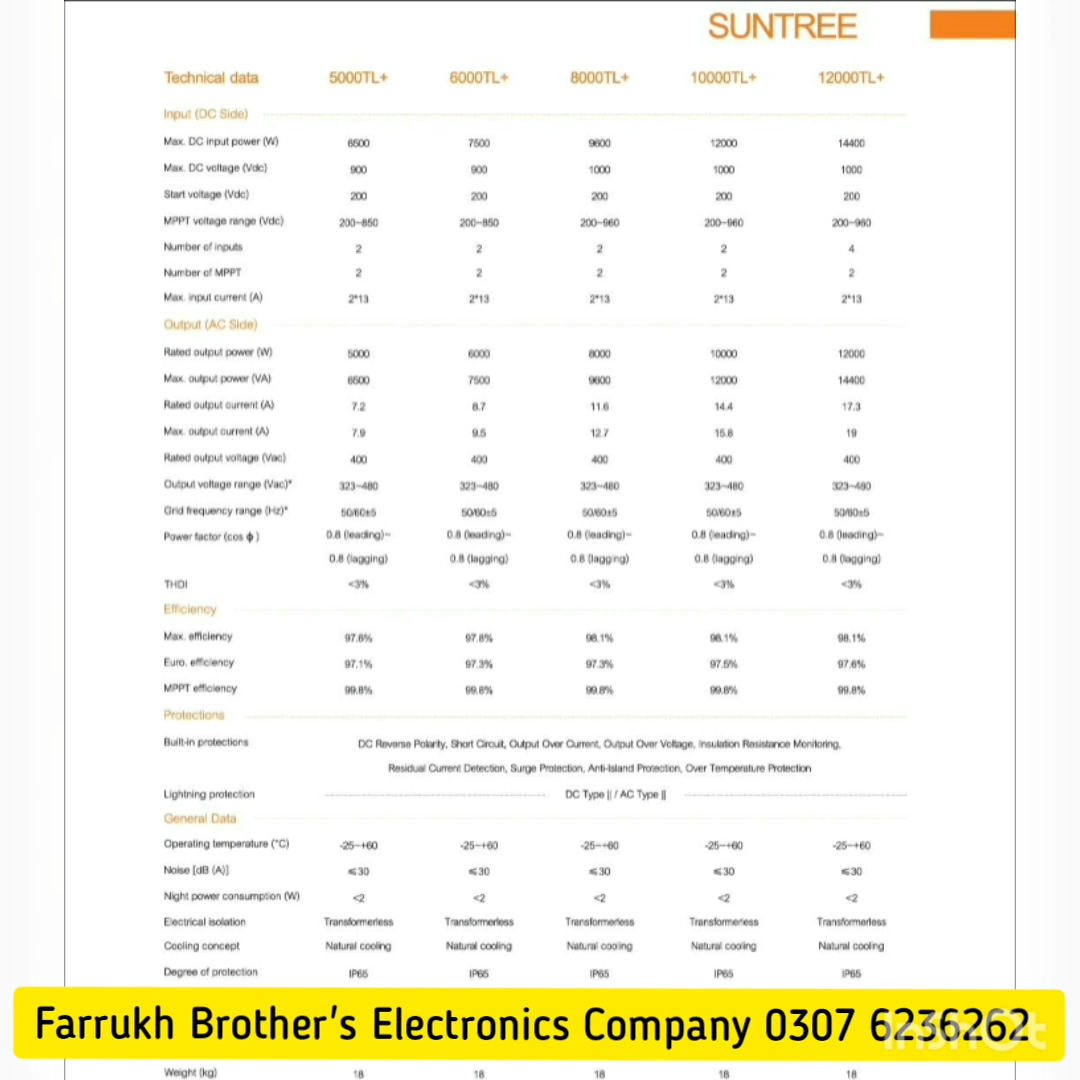 SUNTREE
Technical data 5000TL+ 6000TL+ 8000TL+ 10000TL+ 12000TL+
Input (DC Side)
Max. DC input power (W) 6500 7500 9600 12000 14400
Max. DC voltage (Vdc) 900 900 1000 1000 1000
Start voltage (Vdc) 200 200 200 200 200
MPPT voltage range (Vdc) 200~850 200~850 200~960 200~960 200~960
Number of inputs 2 2 2 2 4
Number of MPPT 2 2 2 2 2
Max. input current (A) 2*13 2*13 2*13 2*13 2*13
Output (AC Side)
Rated output power (W) 5000 6000 8000 10000 12000
Max. output power (VA) 6500 7500 9600 12000 14400
Rated output current (A) 7.2 8.7 11.6 14.4 17.3
Max. output current (A) 7.9 9.5 12.7 15.8 19
Rated output voltage (Vac) 400 400 400 400 400
Output voltage range (Vac)* 323~480 323~480 323~480 323~480 323~480
Grid frequency range (Hz)* 50/60±5 50/60±5 50/60±5 50/60±5 50/60±5
Power factor (cos ϕ) 0.8 (leading)~ 0.8 (leading)~ 0.8 (leading)~ 0.8 (leading)~ 0.8 (leading)~
0.8 (lagging) 0.8 (lagging) 0.8 (lagging) 0.8 (lagging) 0.8 (lagging)
THDI <3% <3% <3% <3% <3%
Efficiency
Max. efficiency 97.6% 97.8% 98.1% 98.1% 98.1%
Euro. efficiency 97.1% 97.3% 97.3% 97.5% 97.6%
MPPT efficiency 99.8% 99.8% 99.8% 99.8% 99.8%
Protections
Built-in protections DC Reverse Polarity, Short Circuit, Output Over Current, Output Over Voltage, Insulation Resistance Monitoring,
Residual Current Detection, Surge Protection, Anti-Island Protection, Over Temperature Protection
Lightning protection DC Type || / AC Type ||
General Data
Operating temperature (°C) -25~+60 -25~+60 -25~+60 -25~+60 -25~+60
Noise [dB (A)] ≤30 ≤30 ≤30 ≤30 ≤30
Night power consumption (W) <2 <2 <2 <2 <2
Electrical isolation Transformerless Transformerless Transformerless Transformerless Transformerless
Cooling concept Natural cooling Natural cooling Natural cooling Natural cooling Natural cooling
Degree of protection IP65 IP65 IP65 IP65 IP65
Farrukh Brother's Electronics Company 0307 6236262
InShOt
Weight (kg) 18 18 18 18 18